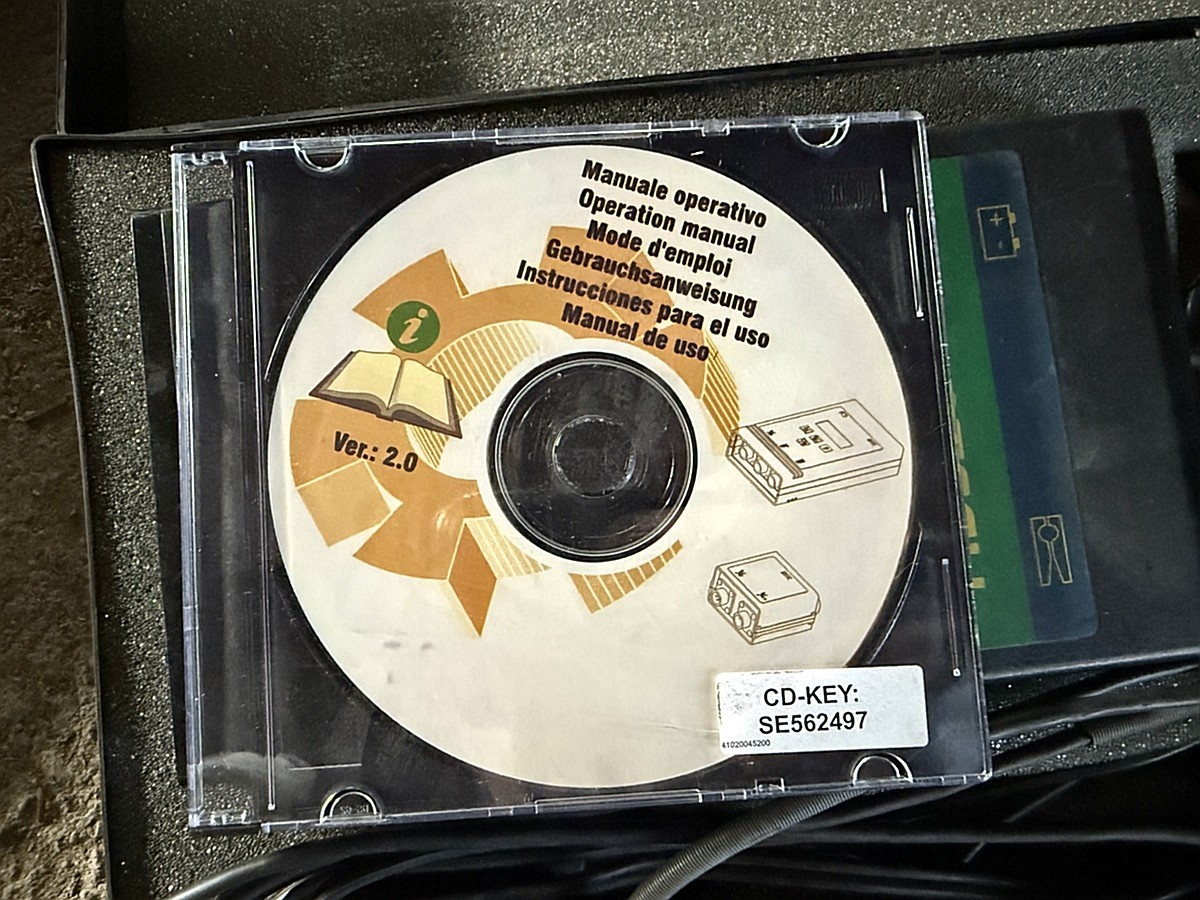 Manuale operativo
Operation manual
Mode d'emploi
Gebrauchsanweisung
Instrucciones para el uso
Manual de uso
i
Ver.: 2.0
CD-KEY:
SE562497
41020045200